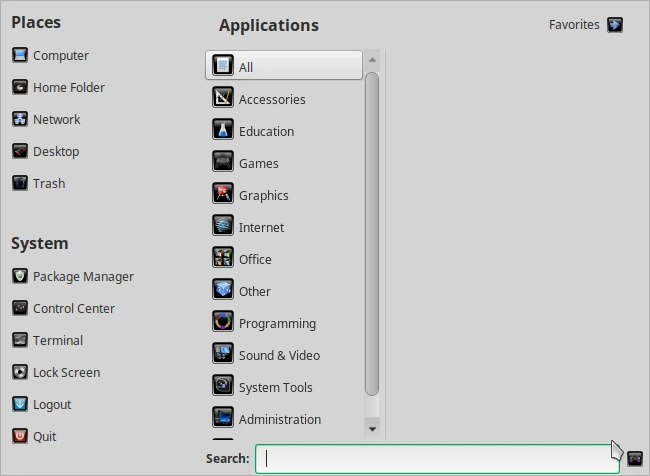 Places
Computer
Home Folder
Network
Desktop
Trash
System
Package Manager
Control Center
Terminal
Lock Screen
Logout
Quit
Applications
Favorites
All
Accessories
Education
Games
Graphics
Internet
Office
Other
Programming
Sound & Video
System Tools
Administration
Search: